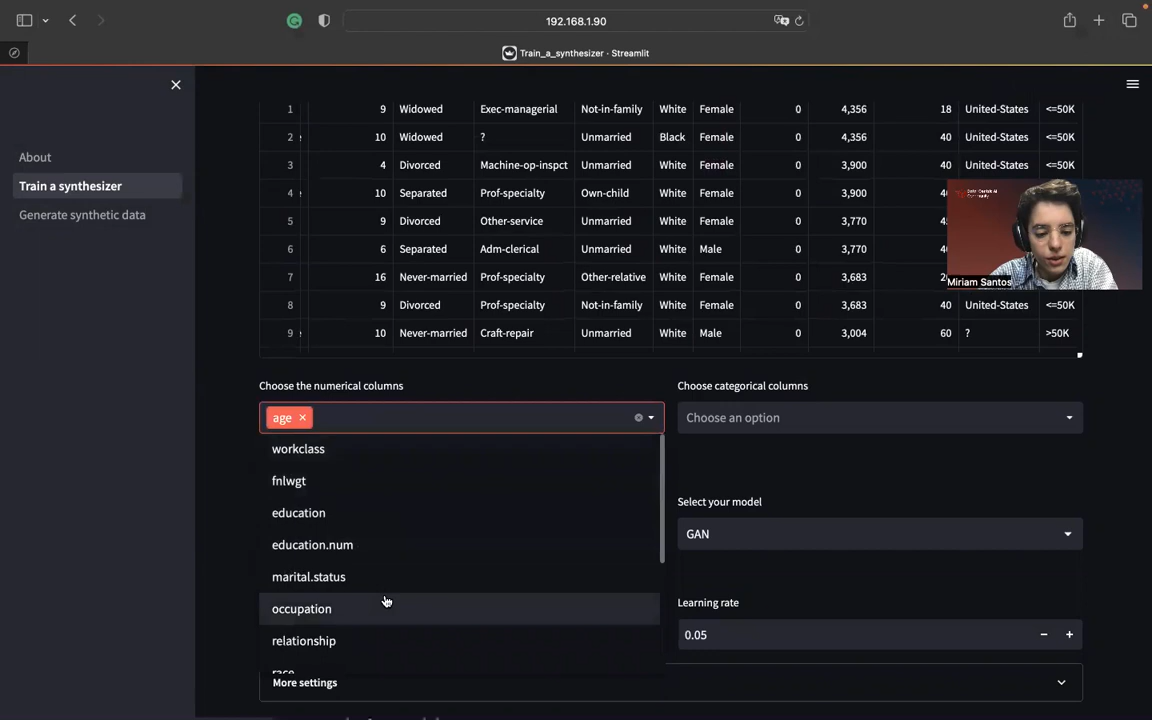 192.168.1.90
Train_a_synthesizer · Streamlit
About
Train a synthesizer
Generate synthetic data
1 9 Widowed Exec-managerial Not-in-family White Female 0 4,356 18 United-States <=50K
2 10 Widowed ? Unmarried Black Female 0 4,356 40 United-States <=50K
3 4 Divorced Machine-op-inspct Unmarried White Female 0 3,900 40 United-States <=50K
4 10 Separated Prof-specialty Own-child White Female 0 3,900
5 9 Divorced Other-service Unmarried White Female 0 3,770
6 6 Separated Adm-clerical Unmarried White Male 0 3,770
7 16 Never-married Prof-specialty Other-relative White Female 0 3,683
8 9 Divorced Prof-specialty Not-in-family White Female 0 3,683 40 United-States <=50K
9 10 Never-married Craft-repair Unmarried White Male 0 3,004 60 ? >50K
Miriam Santos
Choose the numerical columns
Choose categorical columns
age
Choose an option
workclass
fnlwgt
education
education.num
marital.status
occupation
relationship
Select your model
GAN
Learning rate
0.05
More settings